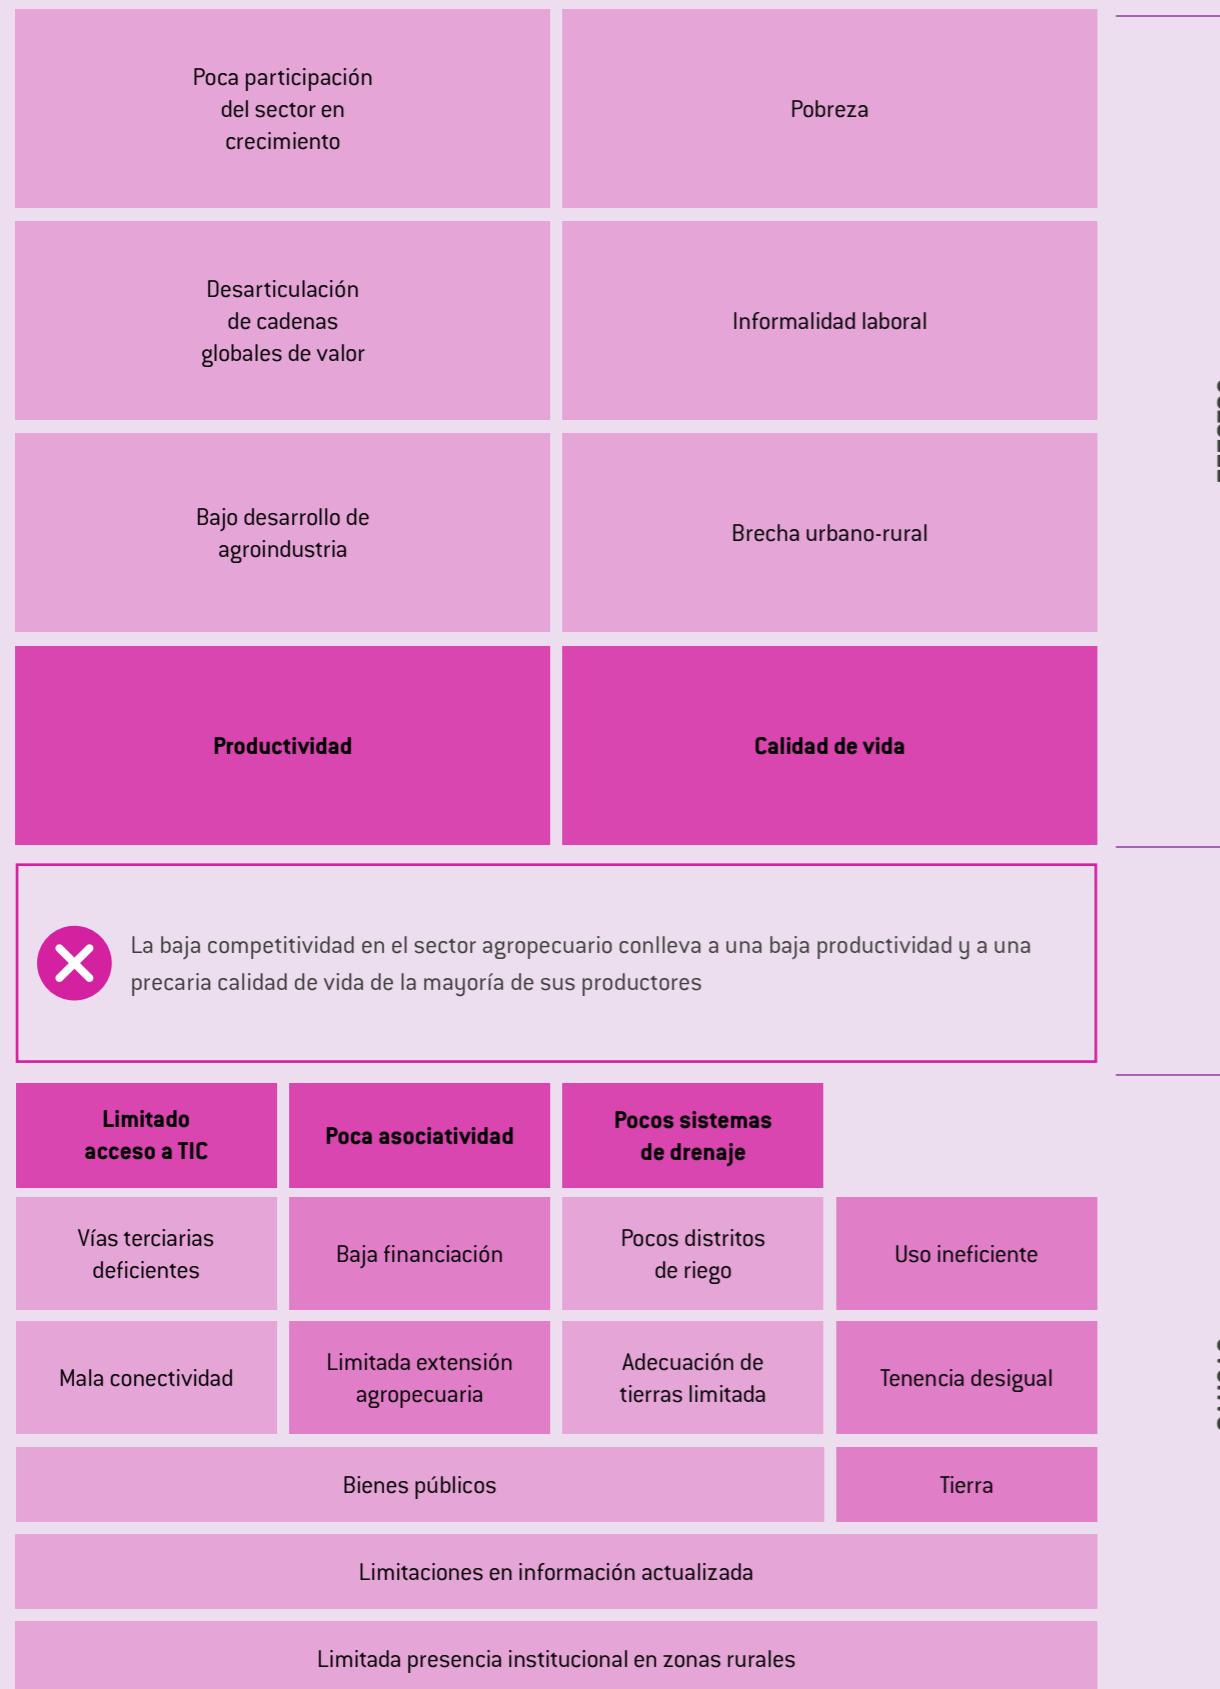 Poca participación
del sector en
crecimiento
Pobreza
Desarticulación
de cadenas
globales de valor
Informalidad laboral
Bajo desarrollo de
agroindustria
Brecha urbano-rural
Productividad
Calidad de vida
La baja competitividad en el sector agropecuario conlleva a una baja productividad y a una
precaria calidad de vida de la mayoría de sus productores
Limitado
acceso a TIC
Poca asociatividad
Pocos sistemas
de drenaje
Vías terciarias
deficientes
Baja financiación
Pocos distritos
de riego
Uso ineficiente
Mala conectividad
Limitada extensión
agropecuaria
Adecuación de
tierras limitada
Tenencia desigual
Bienes públicos
Tierra
Limitaciones en información actualizada
Limitada presencia institucional en zonas rurales